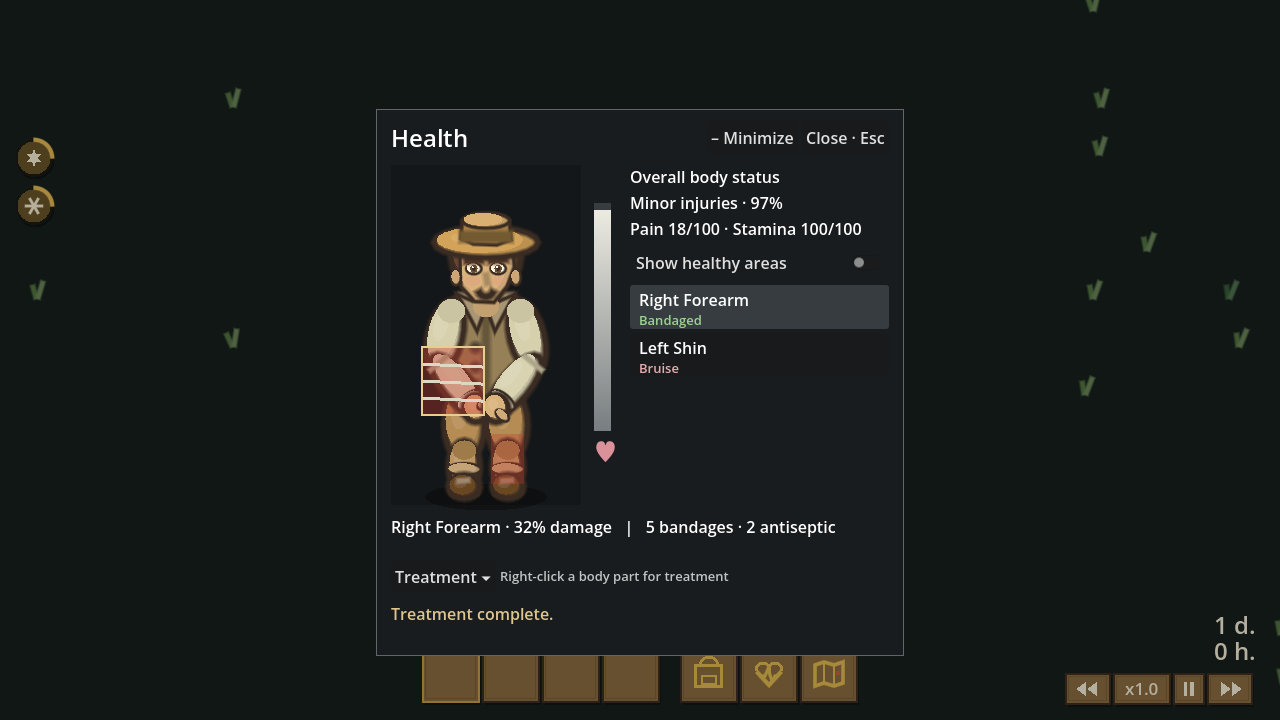 Health
– Minimize
Close · Esc
Overall body status
Minor injuries · 97%
Pain 18/100 · Stamina 100/100
Show healthy areas
Right Forearm
Bandaged
Left Shin
Bruise
Right Forearm · 32% damage | 5 bandages · 2 antiseptic
Treatment
Right-click a body part for treatment
Treatment complete.
1 d.
0 h.
x1.0